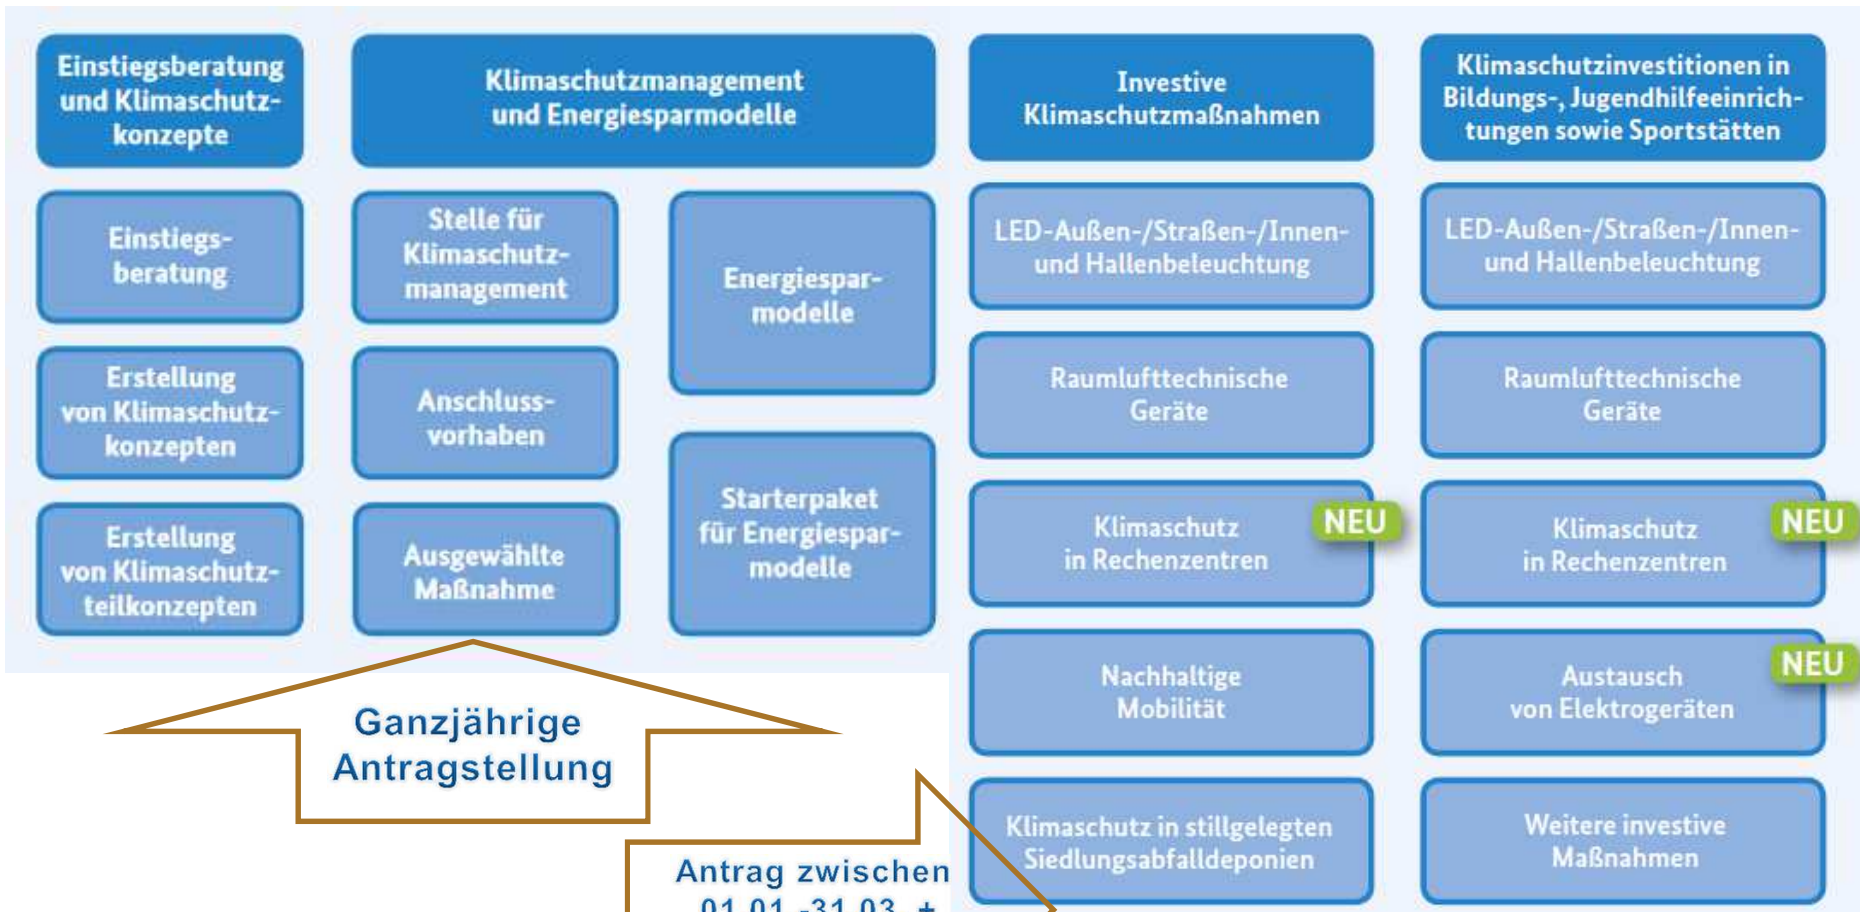 Einstiegsberatung
und Klimaschutz-
konzepte
Einstiegs-
beratung
Erstellung
von Klimaschutz-
konzepten
Erstellung
von Klimaschutz-
teilkonzepten
Klimaschutzmanagement
und Energiesparmodelle
Stelle für
Klimaschutz-
management
Anschluss-
vorhaben
Ausgewählte
Maßnahme
Energiespar-
modelle
Starterpaket
für Energiespar-
modelle
Investive
Klimaschutzmaßnahmen
LED-Außen-/Straßen-/Innen-
und Hallenbeleuchtung
Raumlufttechnische
Geräte
Klimaschutz
in Rechenzentren
NEU
Nachhaltige
Mobilität
Klimaschutz in stillgelegten
Siedlungsabfalldeponien
Klimaschutzinvestitionen in
Bildungs-, Jugendhilfeeinrich-
tungen sowie Sportstätten
LED-Außen-/Straßen-/Innen-
und Hallenbeleuchtung
Raumlufttechnische
Geräte
Klimaschutz
in Rechenzentren
NEU
Austausch
von Elektrogeräten
NEU
Weitere investive
Maßnahmen
Ganzjährige
Antragstellung
Antrag zwischen
01.01.-31.03. +